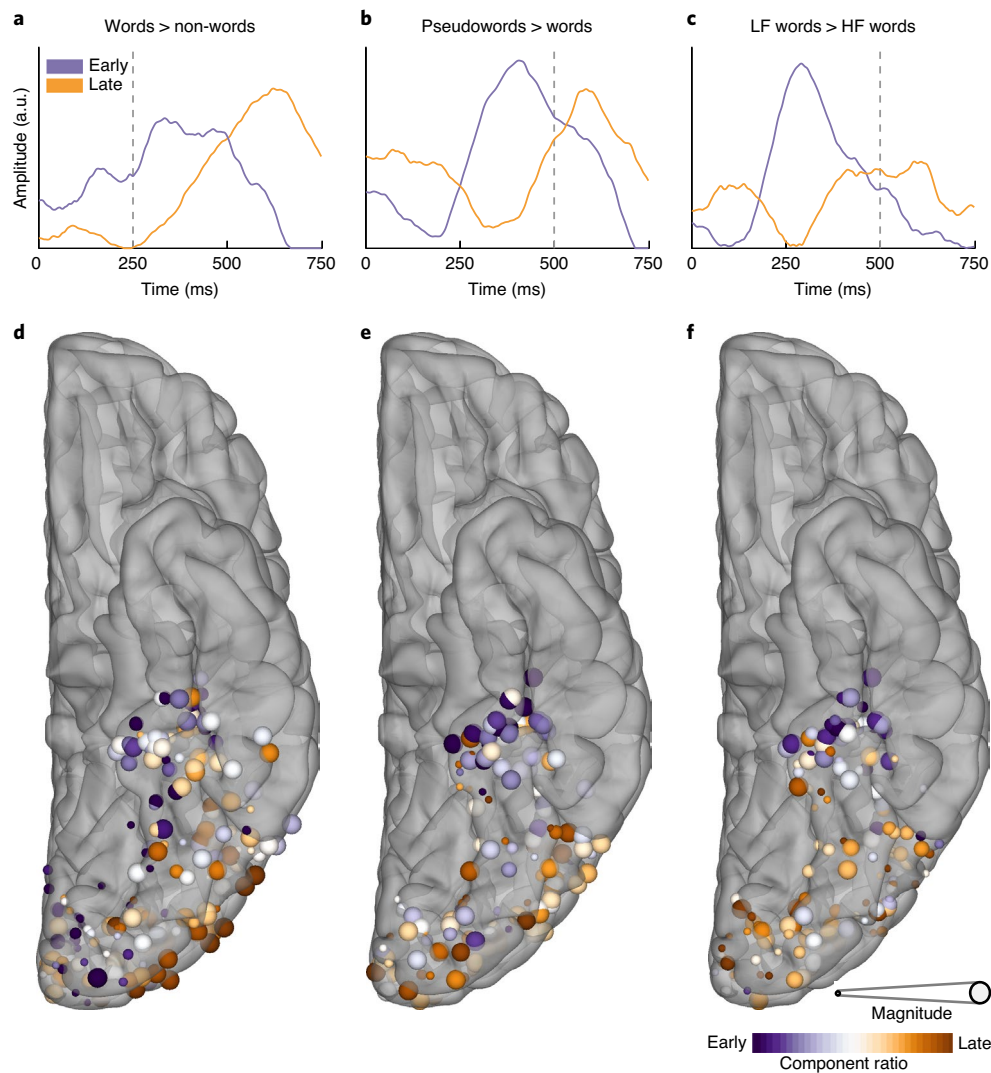 a
Words > non-words
b
Pseudowords > words
c
LF words > HF words
Early
Late
Amplitude (a.u.)
0
250
500
750
0
250
500
750
0
250
500
750
Time (ms)
Time (ms)
Time (ms)
d
e
f
Magnitude
Early
Late
Component ratio